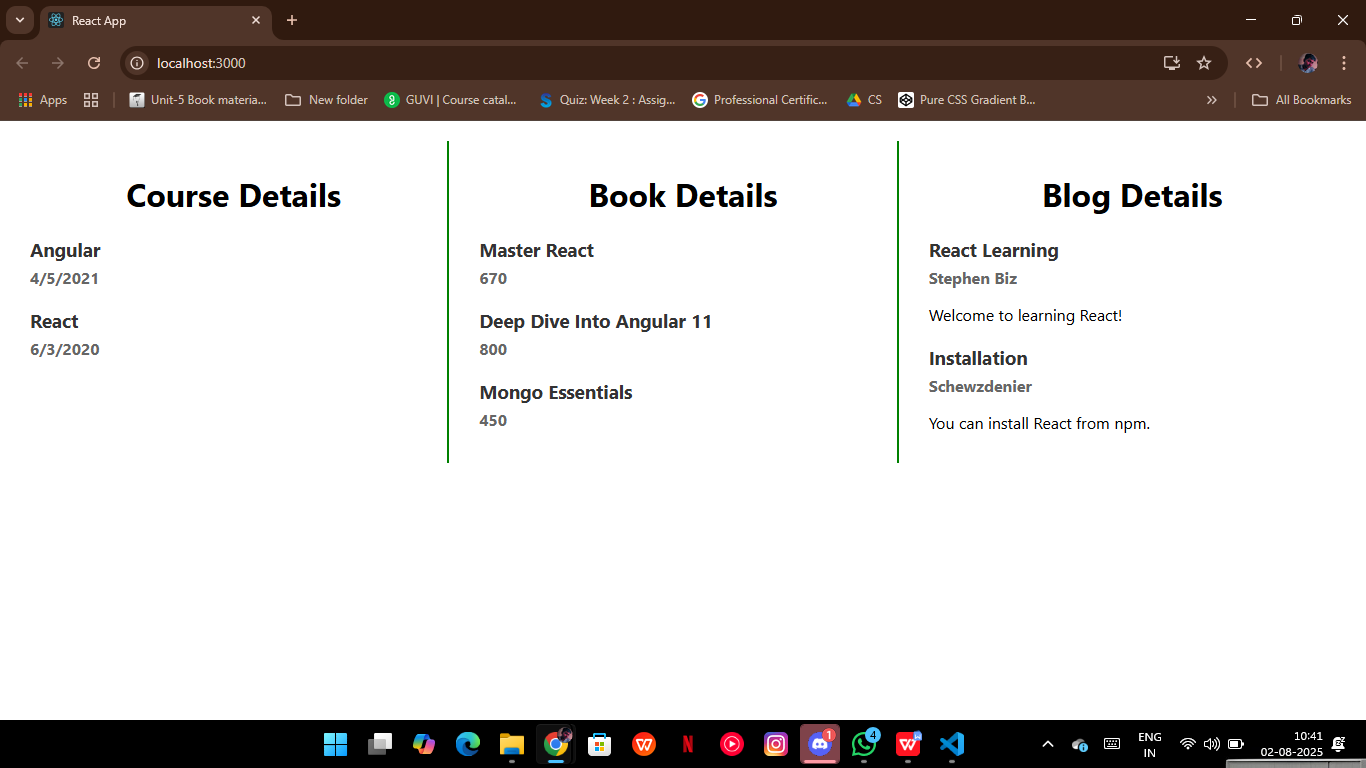 React App
localhost:3000
Apps
Unit-5 Book materia...
New folder
GUVI | Course catal...
Quiz: Week 2 : Assig...
Professional Certific...
CS
Pure CSS Gradient B...
All Bookmarks
Course Details
Angular
4/5/2021
React
6/3/2020
Book Details
Master React
670
Deep Dive Into Angular 11
800
Mongo Essentials
450
Blog Details
React Learning
Stephen Biz
Welcome to learning React!
Installation
Schewzdenier
You can install React from npm.
1
4
ENG
IN
10:41
02-08-2025